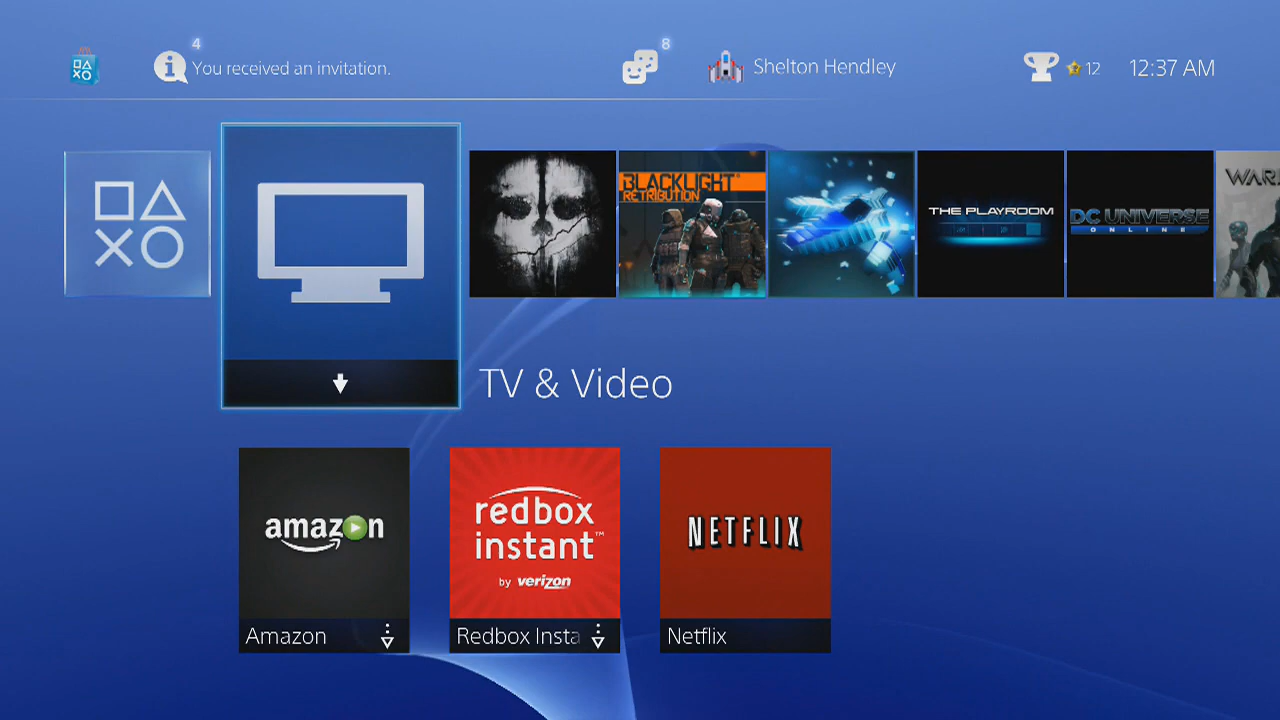 4
You received an invitation.
8
Shelton Hendley
12
12:37 AM
BLACKLIGHT
RETRIBUTION
THE PLAYROOM
DC UNIVERSE
ONLINE
TV & Video
amazon
redbox
instant™
by verizon
NETFLIX
Amazon
Redbox Insta
Netflix